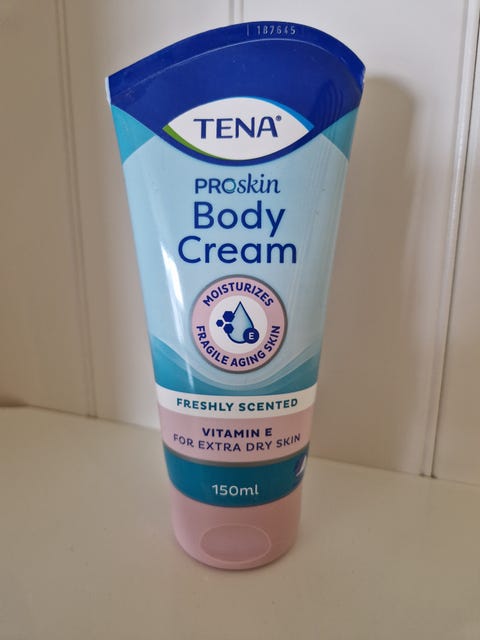 187645
TENA®
PROskin
Body
Cream
MOISTURIZES
E
FRAGILE AGING SKIN
FRESHLY SCENTED
VITAMIN E
FOR EXTRA DRY SKIN
150ml